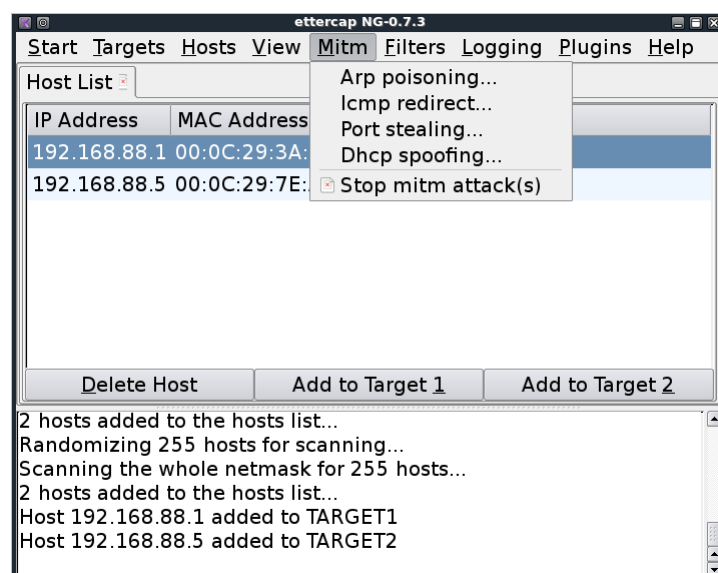 ettercap NG-0.7.3
Start Targets Hosts View Mitm Filters Logging Plugins Help
Host List
Arp poisoning...
Icmp redirect...
Port stealing...
Dhcp spoofing...
Stop mitm attack(s)
IP Address MAC Address
192.168.88.1 00:0C:29:3A:
192.168.88.5 00:0C:29:7E:
Delete Host Add to Target 1 Add to Target 2
2 hosts added to the hosts list...
Randomizing 255 hosts for scanning...
Scanning the whole netmask for 255 hosts...
2 hosts added to the hosts list...
Host 192.168.88.1 added to TARGET1
Host 192.168.88.5 added to TARGET2